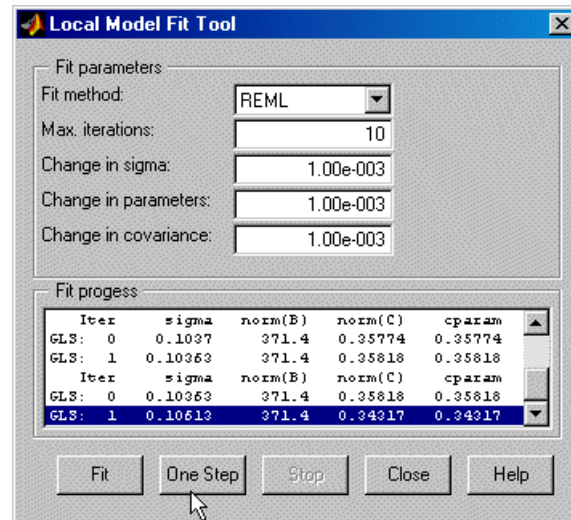 Local Model Fit Tool
Fit parameters
Fit method: REML
Max. iterations: 10
Change in sigma: 1.00e-003
Change in parameters: 1.00e-003
Change in covariance: 1.00e-003
Fit progess
Iter sigma norm(B) norm(C) cparam
GLS: 0 0.1037 371.4 0.35774 0.35774
GLS: 1 0.10363 371.4 0.35818 0.35818
Iter sigma norm(B) norm(C) cparam
GLS: 0 0.10363 371.4 0.35818 0.35818
GLS: 1 0.10613 371.4 0.34317 0.34317
Fit One Step Stop Close Help